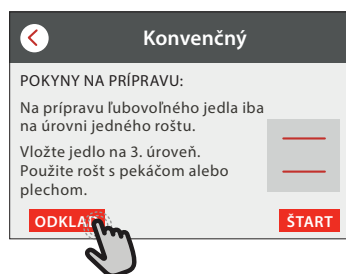 Konvenčný
POKYNY NA PRÍPRAVU:
Na prípravu ľubovoľného jedla iba
na úrovni jedného roštu.
Vložte jedlo na 3. úroveň.
Použite rošt s pekáčom alebo
plechom.
ŠTART